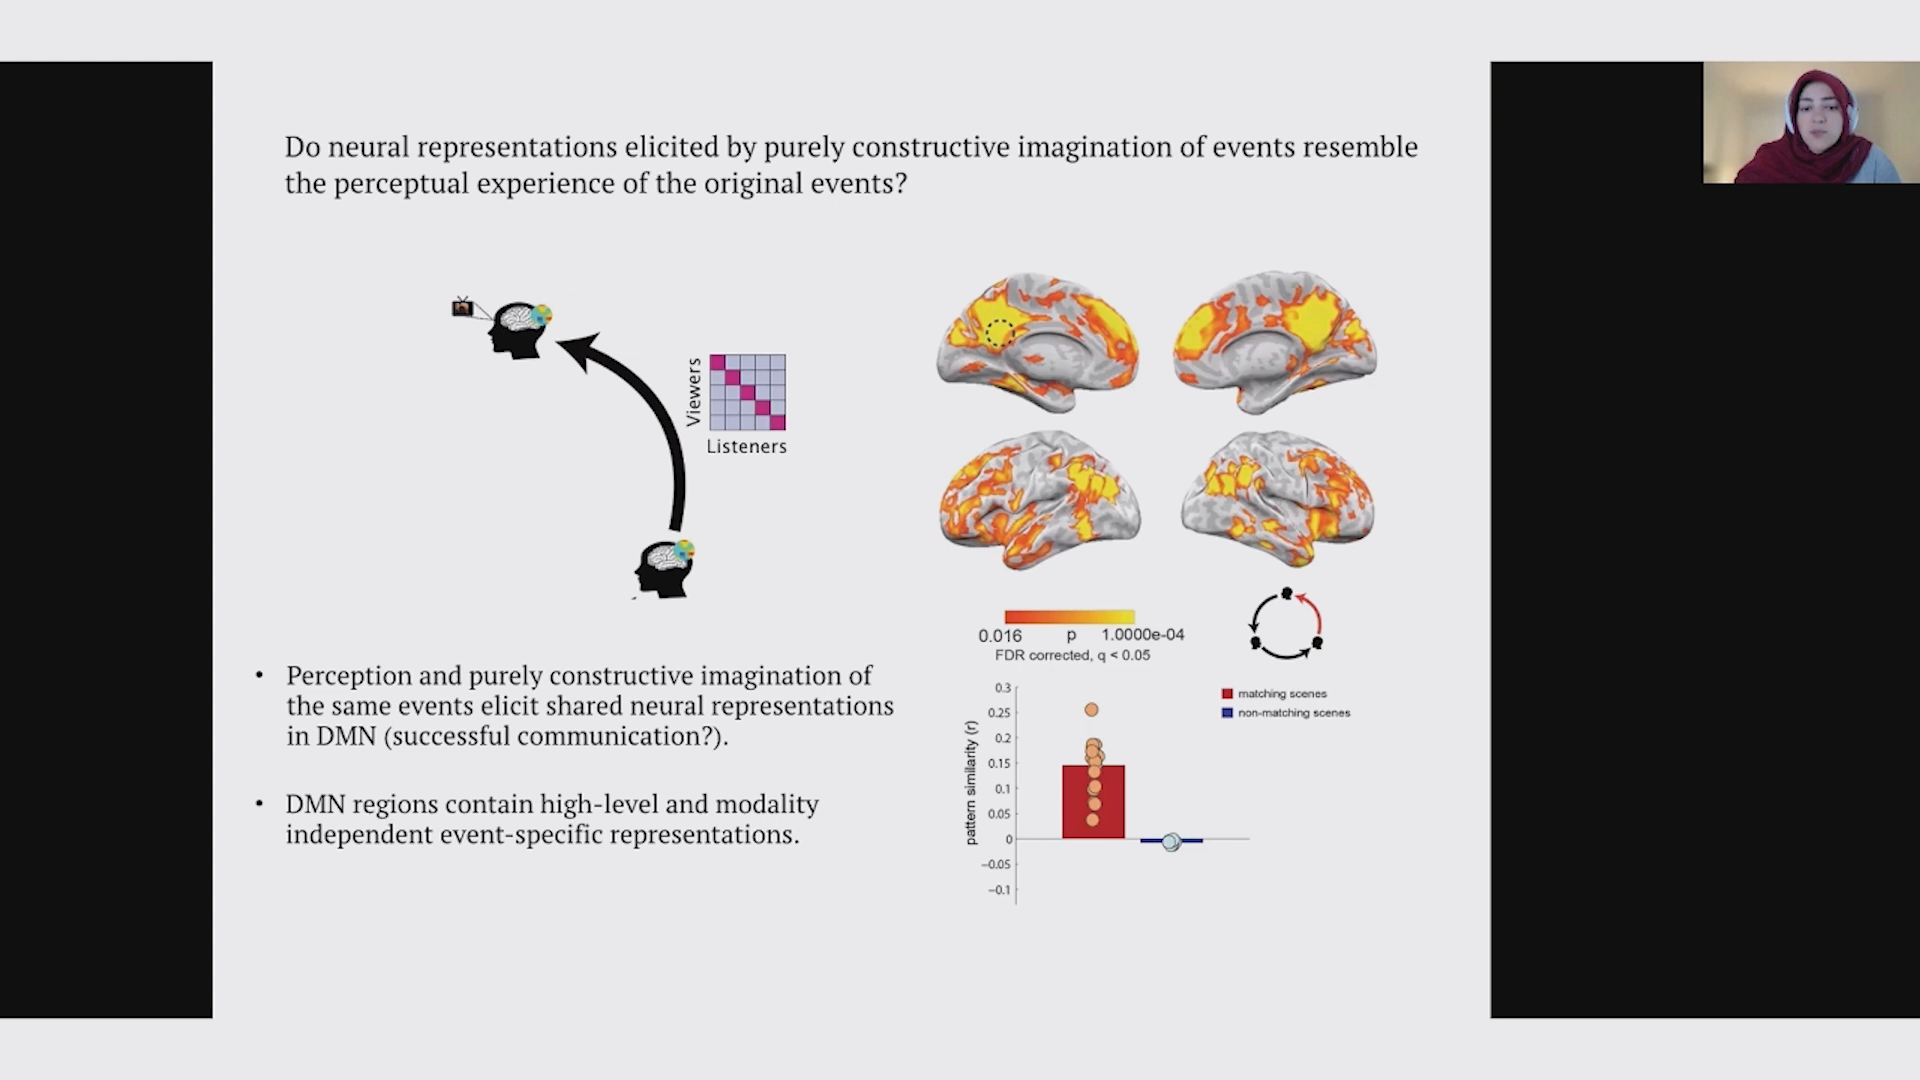 Do neural representations elicited by purely constructive imagination of events resemble
the perceptual experience of the original events?
Viewers
Listeners
0.016 p 1.0000e-04
FDR corrected, q < 0.05
• Perception and purely constructive imagination of
the same events elicit shared neural representations
in DMN (successful communication?).
• DMN regions contain high-level and modality
independent event-specific representations.
pattern similarity (r)
0.3
0.25
0.2
0.15
0.1
0.05
0
−0.05
−0.1
matching scenes
non-matching scenes